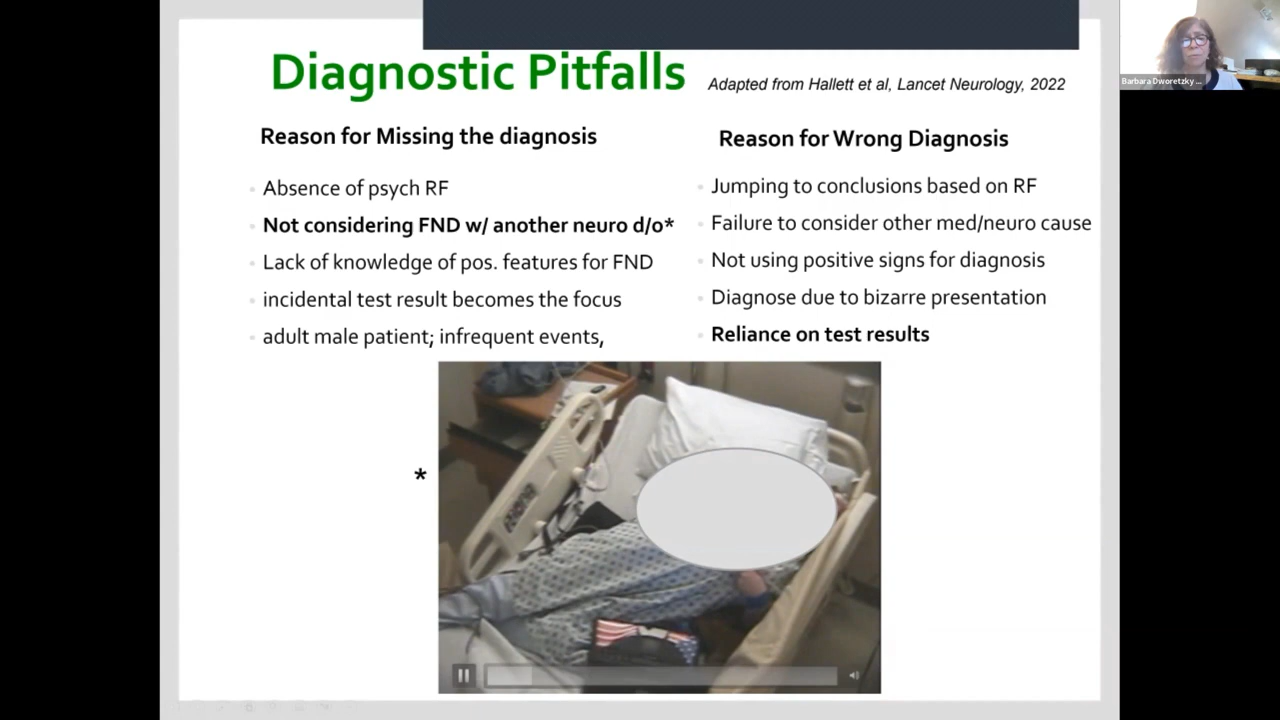 Diagnostic Pitfalls
Adapted from Hallett et al, Lancet Neurology, 2022
Reason for Missing the diagnosis
Absence of psych RF
Not considering FND w/ another neuro d/o*
Lack of knowledge of pos. features for FND
incidental test result becomes the focus
adult male patient; infrequent events,
Reason for Wrong Diagnosis
Jumping to conclusions based on RF
Failure to consider other med/neuro cause
Not using positive signs for diagnosis
Diagnose due to bizarre presentation
Reliance on test results
*
Barbara Dworetzky ...